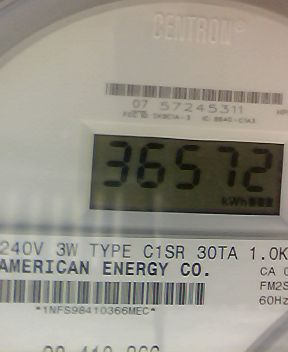 CENTRON®
07 57245311
36572
kWh
240V 3W TYPE C1SR 30TA 1.0K
AMERICAN ENERGY CO.
CA
FM2S
60Hz
*1NFS98410366MEC*